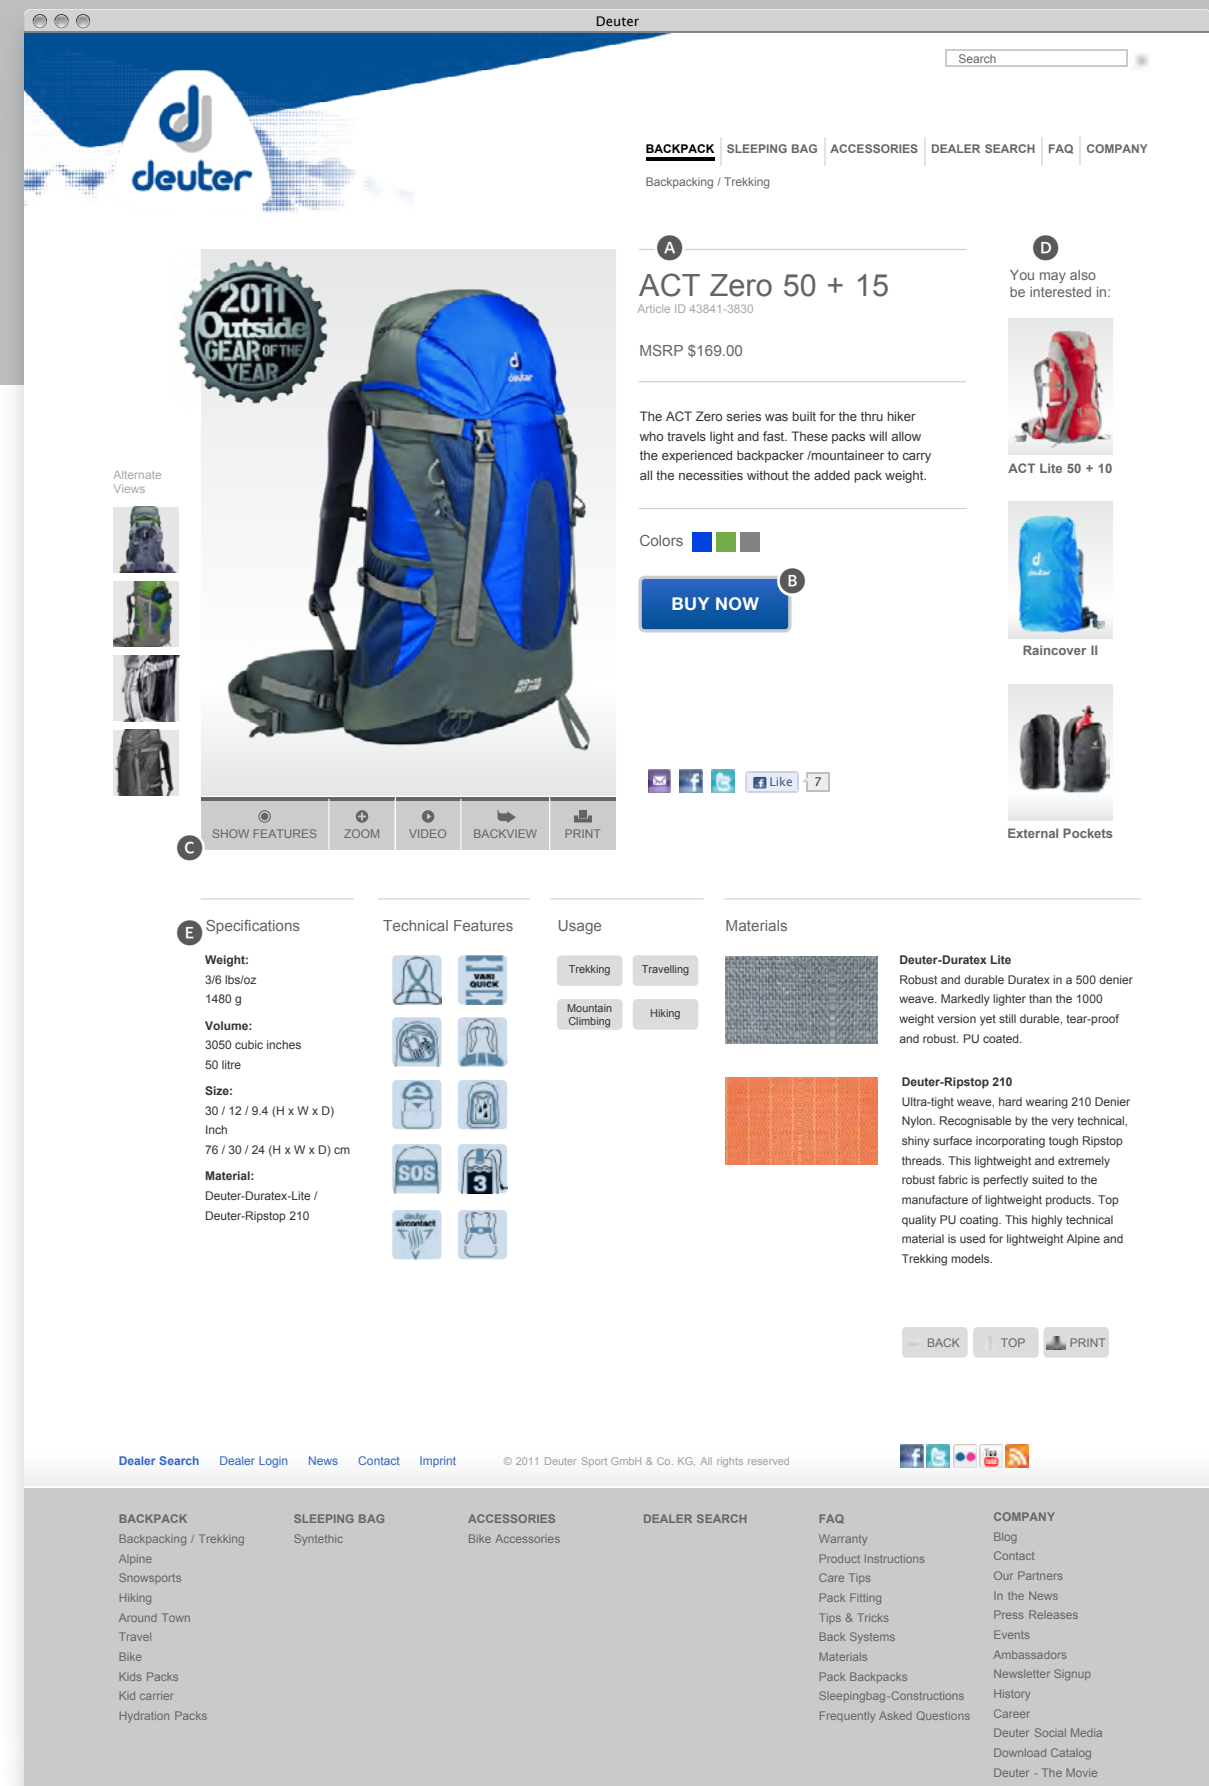 Deuter
Search
deuter
BACKPACK
SLEEPING BAG
ACCESSORIES
DEALER SEARCH
FAQ
COMPANY
Backpacking / Trekking
2011
Outside
GEAR OF THE
YEAR
deuter
50+15
ACT ZERO
Alternate
Views
SHOW FEATURES
ZOOM
VIDEO
BACKVIEW
PRINT
C
A
ACT Zero 50 + 15
Article ID 43841-3830
MSRP $169.00
The ACT Zero series was built for the thru hiker
who travels light and fast. These packs will allow
the experienced backpacker /mountaineer to carry
all the necessities without the added pack weight.
Colors
B
BUY NOW
Like
7
D
You may also
be interested in:
ACT Lite 50 + 10
deuter
Raincover II
External Pockets
E
Specifications
Weight:
3/6 lbs/oz
1480 g
Volume:
3050 cubic inches
50 litre
Size:
30 / 12 / 9.4 (H x W x D)
Inch
76 / 30 / 24 (H x W x D) cm
Material:
Deuter-Duratex-Lite /
Deuter-Ripstop 210
Technical Features
VARI
QUICK
SOS
3
deuter
aircontact
Usage
Trekking
Travelling
Mountain
Climbing
Hiking
Materials
Deuter-Duratex Lite
Robust and durable Duratex in a 500 denier
weave. Markedly lighter than the 1000
weight version yet still durable, tear-proof
and robust. PU coated.
Deuter-Ripstop 210
Ultra-tight weave, hard wearing 210 Denier
Nylon. Recognisable by the very technical,
shiny surface incorporating tough Ripstop
threads. This lightweight and extremely
robust fabric is perfectly suited to the
manufacture of lightweight products. Top
quality PU coating. This highly technical
material is used for lightweight Alpine and
Trekking models.
BACK
TOP
PRINT
Dealer Search
Dealer Login
News
Contact
Imprint
© 2011 Deuter Sport GmbH & Co. KG, All rights reserved
You
Tube
BACKPACK
Backpacking / Trekking
Alpine
Snowsports
Hiking
Around Town
Travel
Bike
Kids Packs
Kid carrier
Hydration Packs
SLEEPING BAG
Syntethic
ACCESSORIES
Bike Accessories
DEALER SEARCH
FAQ
Warranty
Product Instructions
Care Tips
Pack Fitting
Tips & Tricks
Back Systems
Materials
Pack Backpacks
Sleepingbag-Constructions
Frequently Asked Questions
COMPANY
Blog
Contact
Our Partners
In the News
Press Releases
Events
Ambassadors
Newsletter Signup
History
Career
Deuter Social Media
Download Catalog
Deuter - The Movie